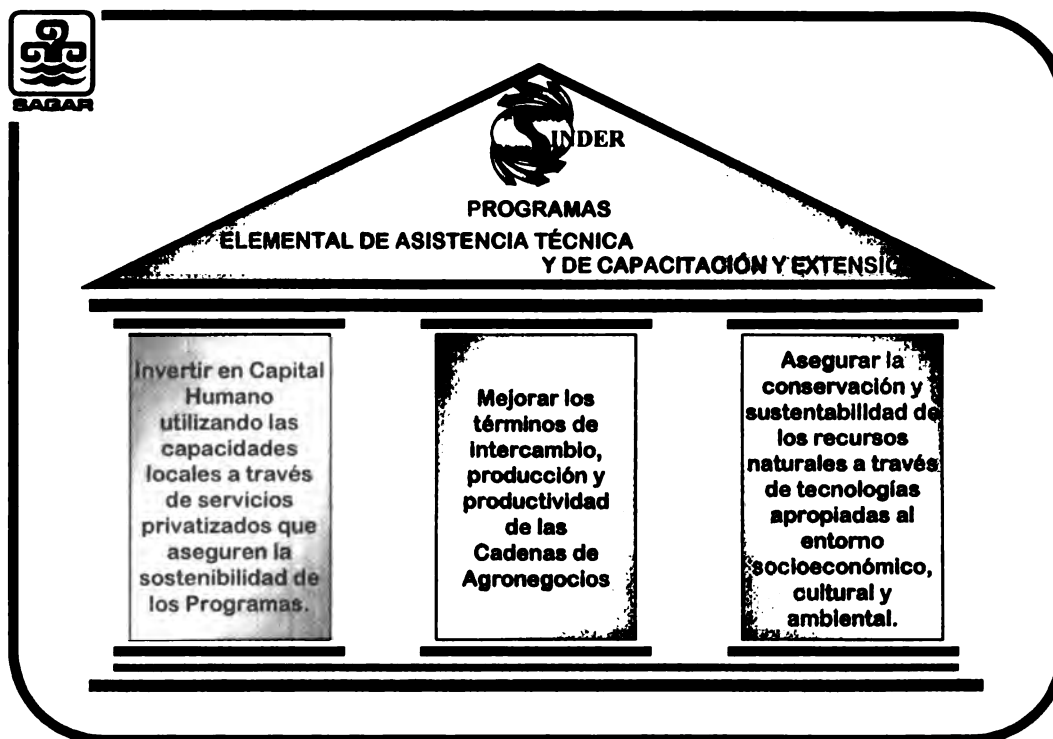 SAGAR
SINDER
PROGRAMAS
ELEMENTAL DE ASISTENCIA TÉCNICA
Y DE CAPACITACIÓN Y EXTENSIÓ
Invertir en Capital
Humano
utilizando las
capacidades
locales a través
de servicios
privatizados que
aseguren la
sostenibilidad de
los Programas.
Mejorar los
términos de
intercambio,
producción y
productividad
de las
Cadenas de
Agronegocios
Asegurar la
conservación y
sustentabilidad de
los recursos
naturales a través
de tecnologías
apropiadas al
entorno
socioeconómico,
cultural y
ambiental.